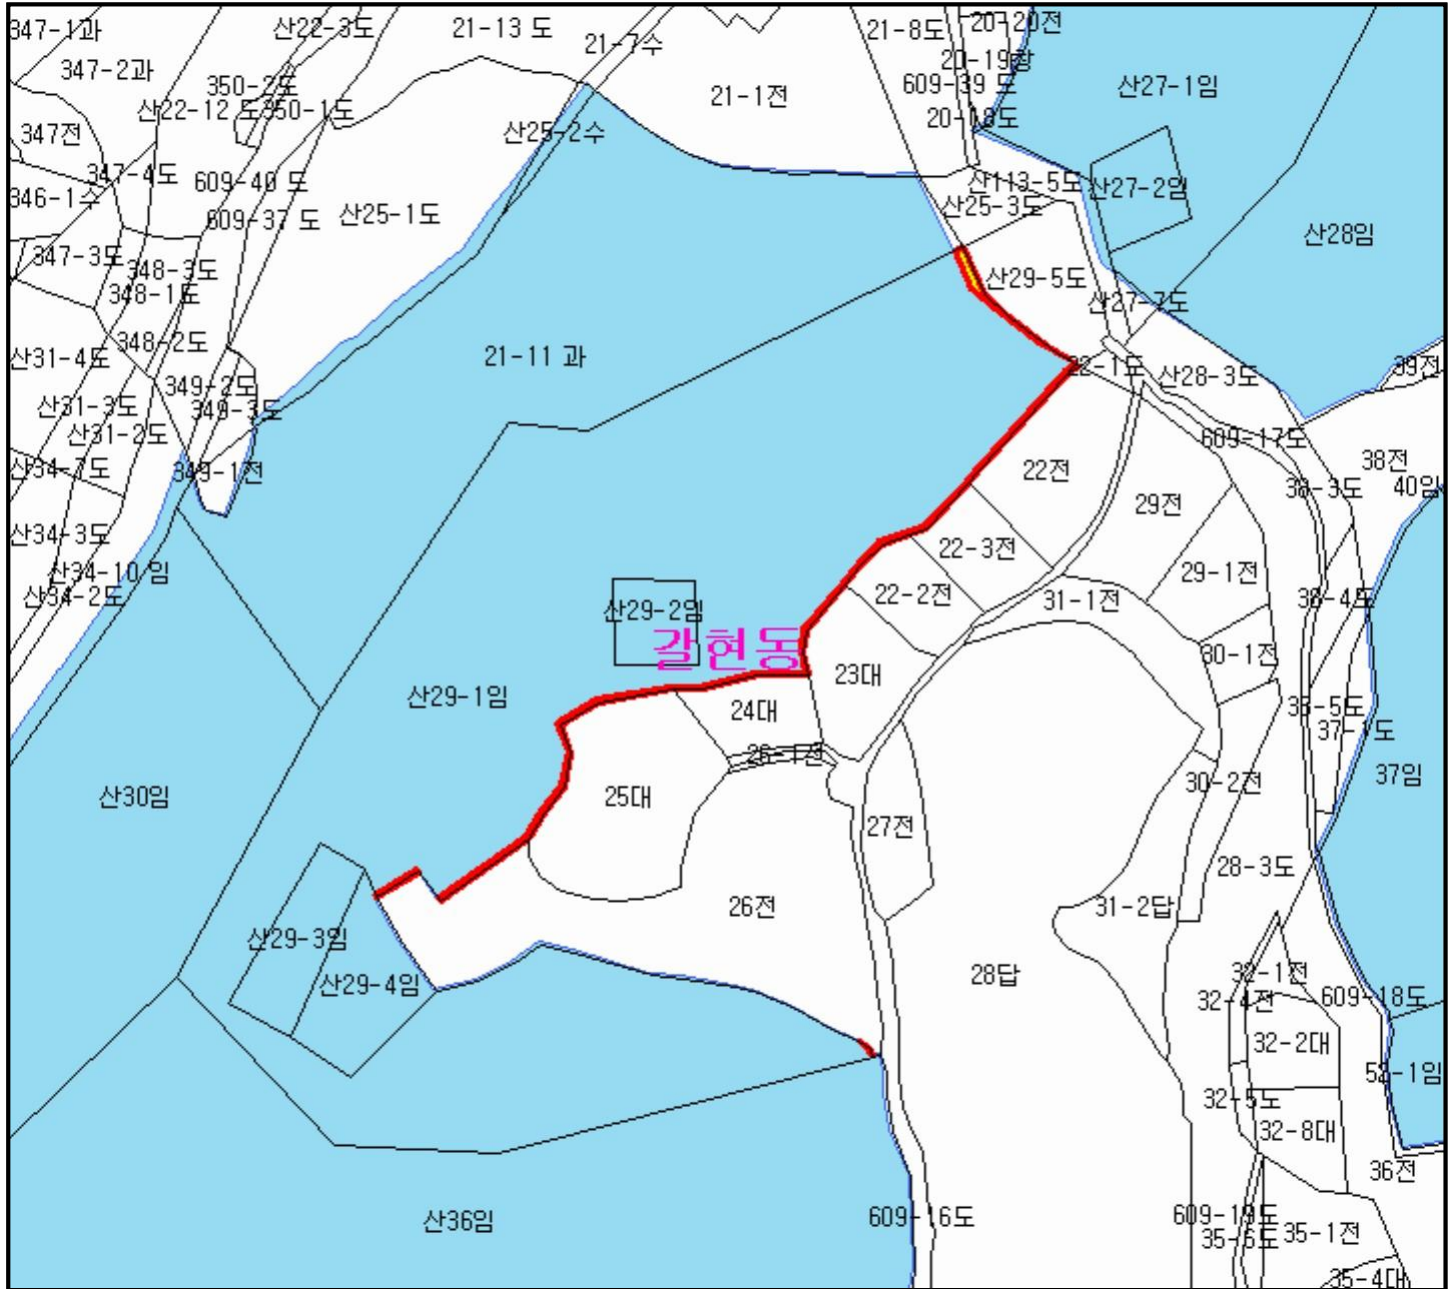 347-1과
산22-3도
21-13 도
21-7수
21-8도
20-20전
347-2과
350-2도
20-19장
609-39 도
산27-1임
산22-12 도
350-1도
21-1전
20-18도
347전
산25-2수
347-4도
609-40 도
산113-5도
산27-2임
346-1수
609-37 도
산25-1도
산25-3도
산28임
347-3도
348-3도
산29-5도
348-1도
산27-7도
348-2도
산31-4도
21-11 과
22-1도
산28-3도
39전
349-2도
산31-3도
349-3도
산31-2도
609-17도
산34-7도
349-1전
22전
38전
38-3도
40임
29전
산34-3도
22-3전
산34-10 임
29-1전
산34-2도
산29-2임
22-2전
31-1전
38-4도
갈현동
30-1전
23대
산29-1임
24대
38-5도
37-1도
26-1전
산30임
25대
30-2전
37임
27전
28-3도
26전
31-2답
산29-3임
산29-4임
28답
32-1전
32-4전
609-18도
32-2대
52-1임
32-5도
32-8대
36전
산36임
609-16도
609-19도
35-6도
35-1전
35-4대